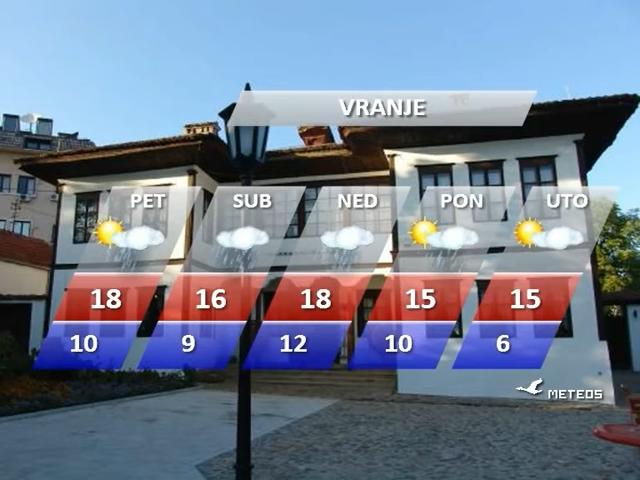 VRANJE
PET SUB NED PON UTO
18 16 18 15 15
10 9 12 10 6
METEOS